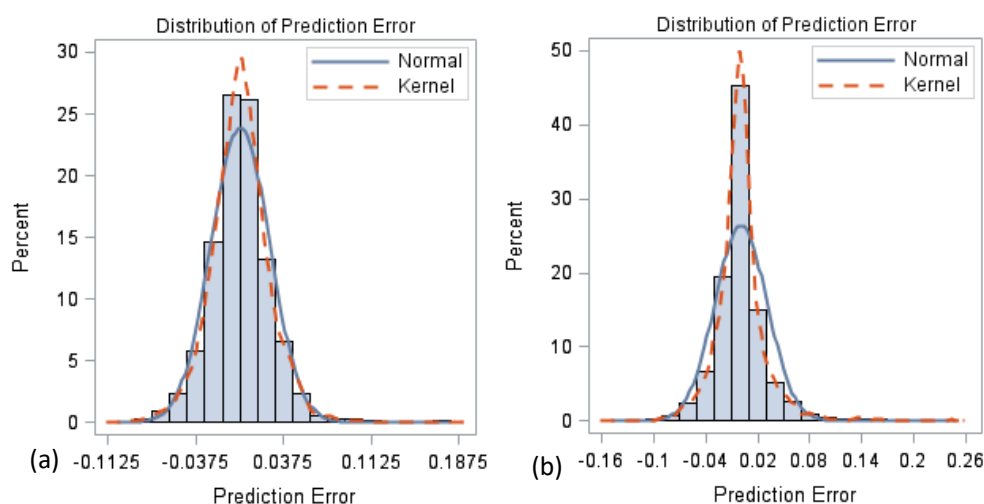 Distribution of Prediction Error
30
25
20
15
10
5
0
Percent
Normal
Kernel
-0.1125 -0.0375 0.0375 0.1125 0.1875
Prediction Error
(a)
Distribution of Prediction Error
50
40
30
20
10
0
Percent
Normal
Kernel
-0.16 -0.1 -0.04 0.02 0.08 0.14 0.2 0.26
Prediction Error
(b)